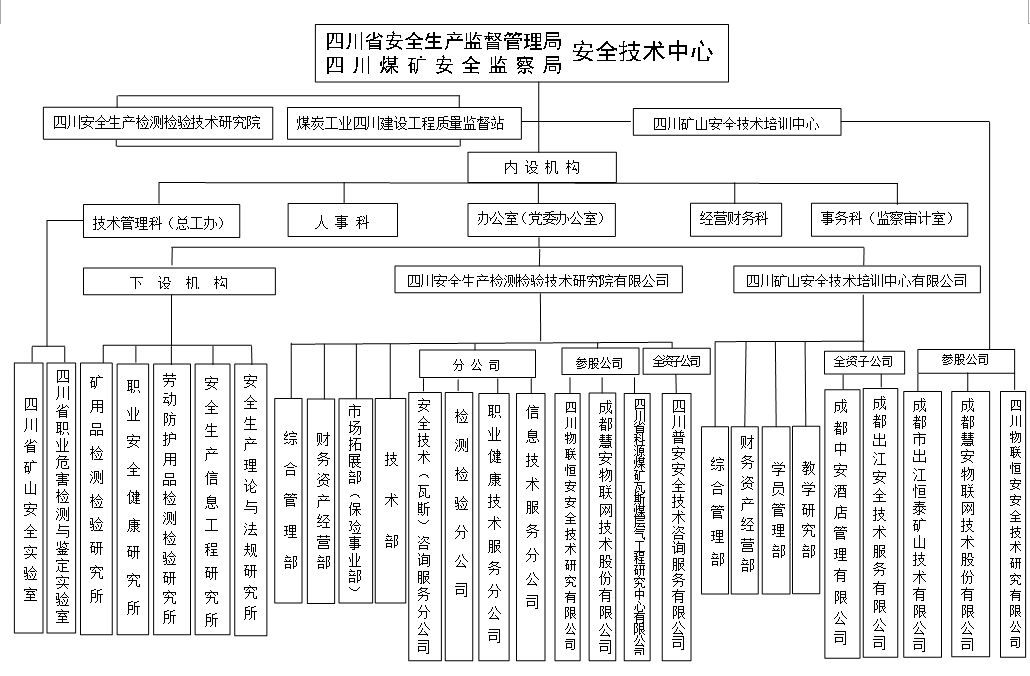 四川省安全生产监督管理局
四川煤矿安全监察局
安全技术中心
四川安全生产检测检验技术研究院
煤炭工业四川建设工程质量监督站
四川矿山安全技术培训中心
内设机构
技术管理科（总工办）
人事科
办公室（党委办公室）
经营财务科
事务科（监察审计室）
下设机构
四川安全生产检测检验技术研究院有限公司
四川矿山安全技术培训中心有限公司
分公司
参股公司
全资子公司
全资子公司
参股公司
四川省矿山安全实验室
四川省职业危害检测与鉴定实验室
矿用品检测检验研究所
职业安全健康研究所
劳动防护用品检测检验研究所
安全生产信息工程研究所
安全生产理论与法规研究所
综合管理部
财务资产经营部
市场拓展部（保险事业部）
技术部
安全技术（瓦斯）咨询服务分公司
检测检验分公司
职业健康技术服务分公司
信息技术服务分公司
四川物联恒安安全技术研究有限公司
成都慧安物联网技术股份有限公司
四川省科源煤矿瓦斯煤层气工程研究中心有限公司
四川普安安全技术咨询服务有限公司
综合管理部
财务资产经营部
学员管理部
教学研究部
成都中安酒店管理有限公司
成都出江安全技术服务有限公司
成都市出江恒泰矿山技术有限公司
成都慧安物联网技术股份有限公司
四川物联恒安安全技术研究有限公司